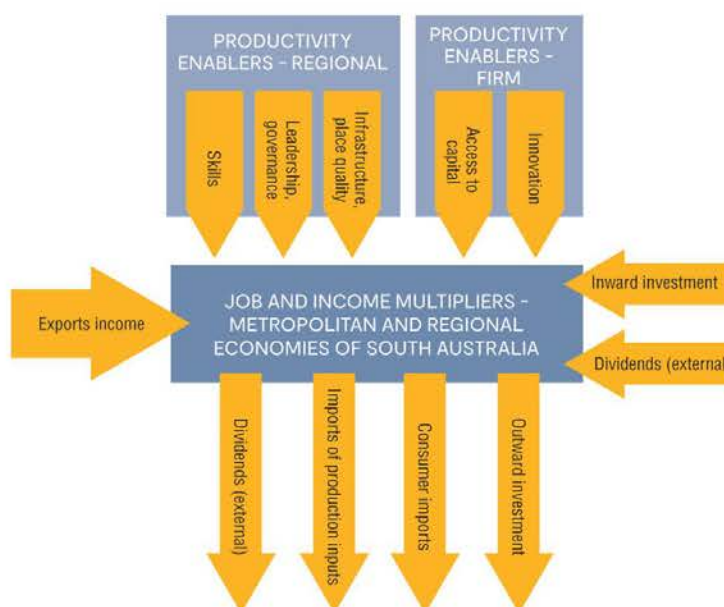 PRODUCTIVITY
ENABLERS – REGIONAL
PRODUCTIVITY
ENABLERS –
FIRM
Skills
Leadership,
governance
Infrastructure,
place quality
Access to
capital
Innovation
Exports income
JOB AND INCOME MULTIPLIERS –
METROPOLITAN AND REGIONAL
ECONOMIES OF SOUTH AUSTRALIA
Inward investment
Dividends (external)
Dividends (external)
Imports of
production inputs
Consumer imports
Outward investment